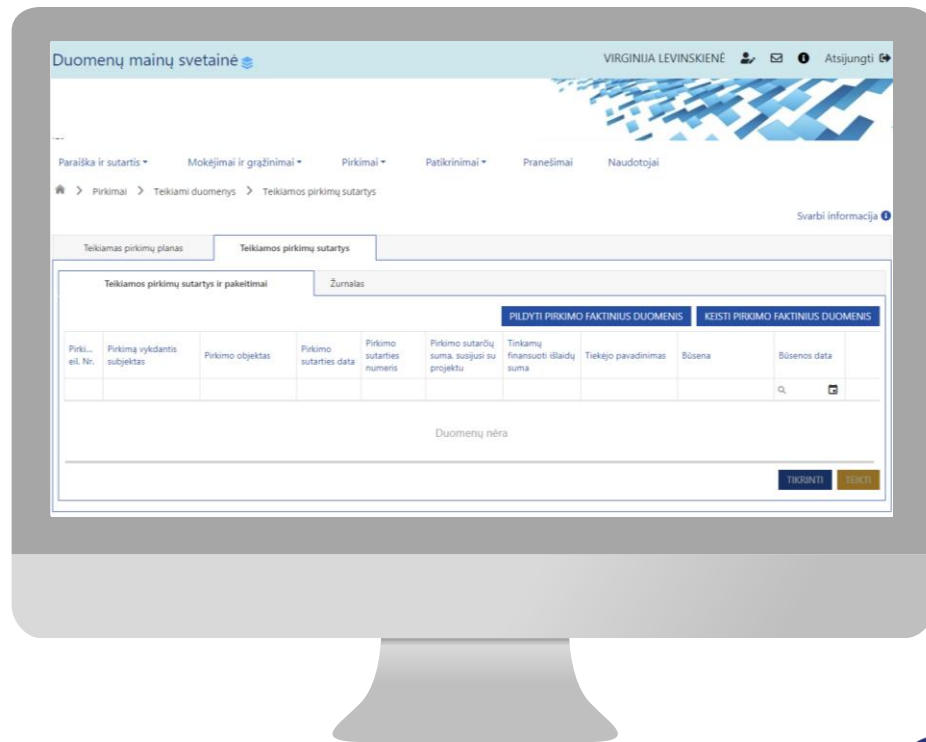 Duomenų mainų svetainė
VIRGINIJA LEVINSKIENĖ Atsijungti
Paraiška ir sutartis Mokėjimai ir grąžinimai Pirkimai Patikrinimai Pranešimai Naudotojai
> Pirkimai > Teikiami duomenys > Teikiamos pirkimų sutartys
Svarbi informacija
Teikiamas pirkimų planas Teikiamos pirkimų sutartys
Teikiamos pirkimų sutartys ir pakeitimai Žurnalas
PILDYTI PIRKIMO FAKTINIUS DUOMENIS KEISTI PIRKIMO FAKTINIUS DUOMENIS
Pirki... eil. Nr.
Pirkimą vykdantis subjektas
Pirkimo objektas
Pirkimo sutarties data
Pirkimo sutarties numeris
Pirkimo sutarčių suma, susijusi su projektu
Tinkamų finansuoti išlaidų suma
Tiekėjo pavadinimas
Būsena
Būsenos data
Duomenų nėra
TIKRINTI TEIKTI